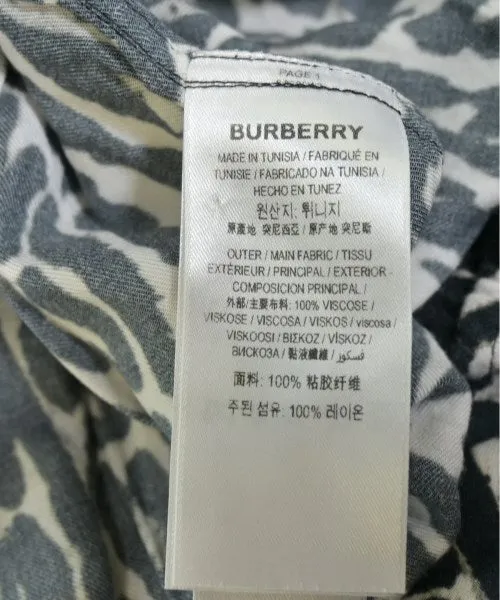 PAGE 1
BURBERRY
MADE IN TUNISIA / FABRIQUÉ EN
TUNISIE / FABRICADO NA TUNISIA /
HECHO EN TUNEZ
원산지: 튀니지
原產地 突尼西亞 / 原产地 突尼斯
OUTER / MAIN FABRIC / TISSU
EXTÉRIEUR / PRINCIPAL / EXTERIOR -
COMPOSICION PRINCIPAL /
外部/主要布料: 100% VISCOSE /
VISKOSE / VISCOSA / VISKOS / viscosa /
VISKOOSI / ΒΙΣΚΟΖ / VİSKOZ /
ВИСКОЗА / 黏液纖維 / فسكوز
面料: 100% 粘胶纤维
주된 섬유: 100% 레이온